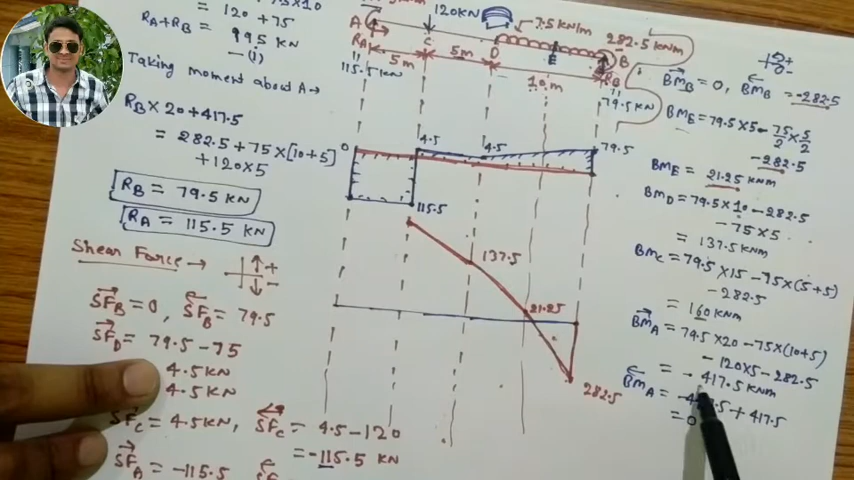 = 120 + 75
RA+RB = 995 KN
—(i)
Taking moment about A→
RB × 20 + 417.5
= 282.5 + 75 × [10+5]
+120×5
RB = 79.5 KN
RA = 115.5 KN
Shear Force →
SFB = 0, SFB = 79.5
SFD = 79.5 - 75
4.5 KN
4.5 KN
SFC = 4.5 KN, SFC = 4.5 - 120
= -115.5 KN
SFA = -115.5
120KN
7.5 KN/m
282.5 KNm
A
C
D
E
B
RA
RB
5m
5m
10m
115.5 KN
79.5 KN
0
4.5
4.5
79.5
115.5
137.5
21.25
282.5
BMB = 0, BMB = -282.5
BME = 79.5×5 - 75/2 × 5/2
- 282.5
BME = 21.25 KNM
BMD = 79.5×10 - 282.5
- 75×5
= 137.5 KNM
BMC = 79.5×15 - 75×(5+5)
- 282.5
= 160 KNM
BMA = 79.5 × 20 - 75×(10+5)
- 120×5 - 282.5
= - 417.5 KNM
BMA = + 417.5
= 0